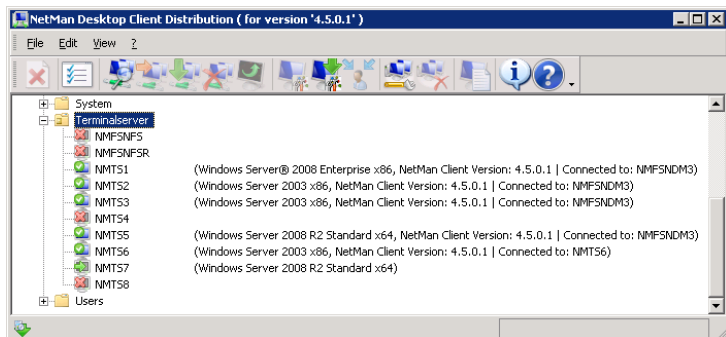 NetMan Desktop Client Distribution ( for version '4.5.0.1' )
File Edit View ?
System
Terminalserver
NMFSNFS
NMFSNFSR
NMTS1 (Windows Server® 2008 Enterprise x86, NetMan Client Version: 4.5.0.1 | Connected to: NMFSNDM3)
NMTS2 (Windows Server 2003 x86, NetMan Client Version: 4.5.0.1 | Connected to: NMFSNDM3)
NMTS3 (Windows Server 2003 x86, NetMan Client Version: 4.5.0.1 | Connected to: NMFSNDM3)
NMTS4
NMTS5 (Windows Server 2008 R2 Standard x64, NetMan Client Version: 4.5.0.1 | Connected to: NMFSNDM3)
NMTS6 (Windows Server 2003 x86, NetMan Client Version: 4.5.0.1 | Connected to: NMTS6)
NMTS7 (Windows Server 2008 R2 Standard x64)
NMTS8
Users